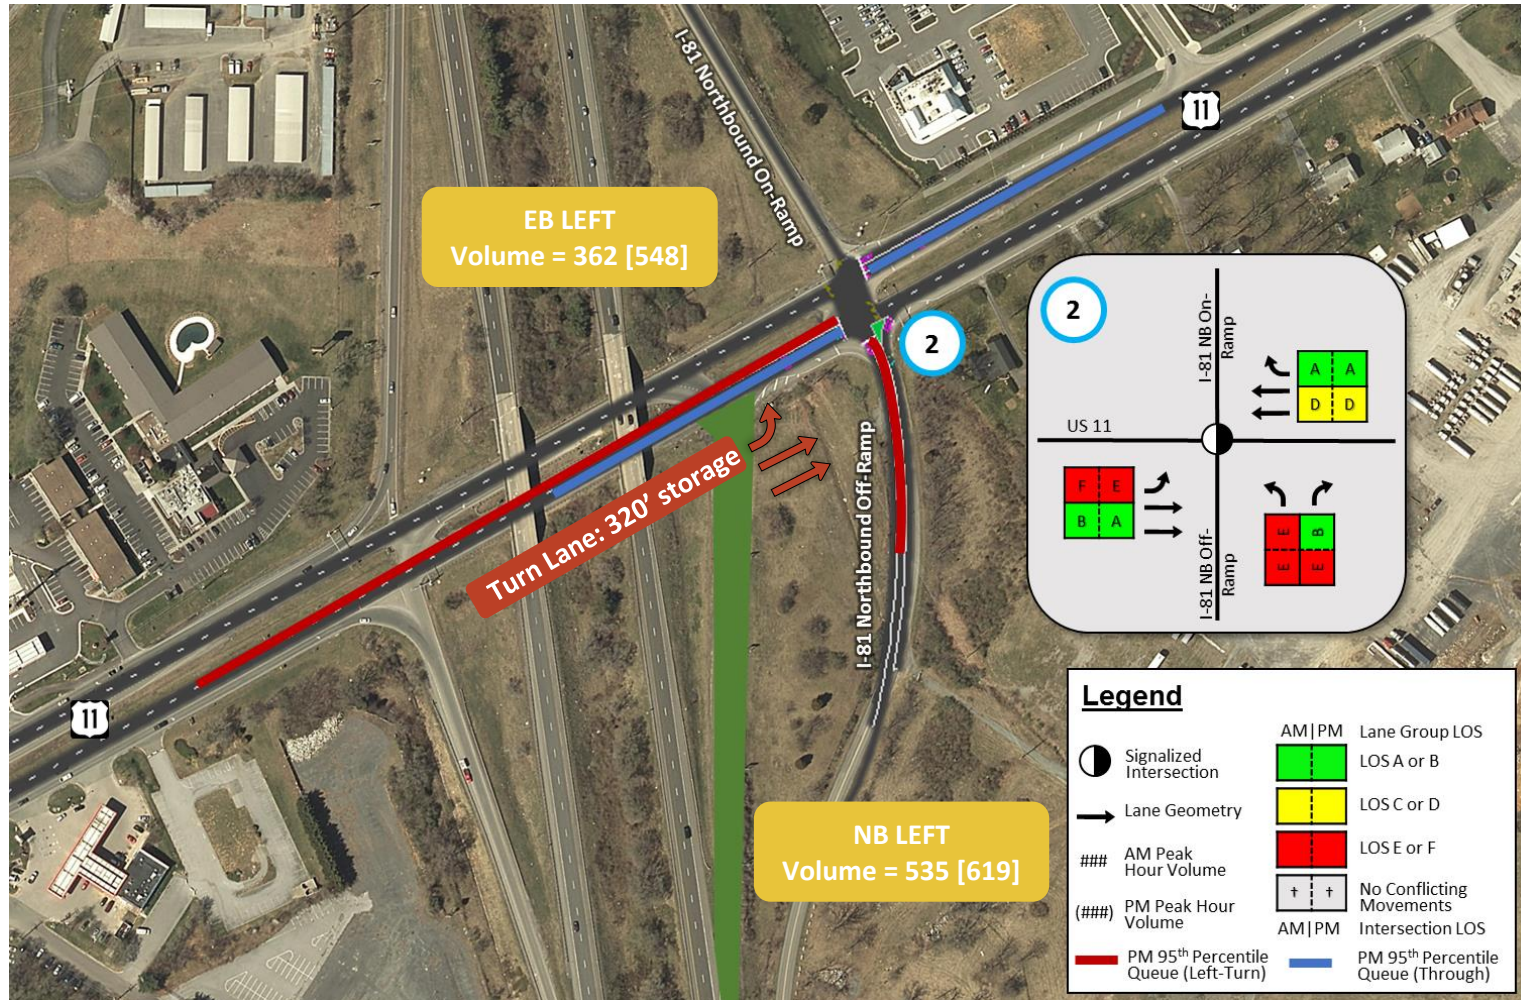 I-81 Northbound On-Ramp
11
EB LEFT
Volume = 362 [548]
2
2
I-81 NB On-
Ramp
A A
D D
US 11
F E
B A
E B
E E
I-81 NB Off-
Ramp
Turn Lane: 320’ storage
I-81 Northbound Off-Ramp
11
NB LEFT
Volume = 535 [619]
Legend
Signalized
Intersection
Lane Geometry
### AM Peak
Hour Volume
(###) PM Peak Hour
Volume
PM 95th Percentile
Queue (Left-Turn)
AM|PM Lane Group LOS
LOS A or B
LOS C or D
LOS E or F
† † No Conflicting
Movements
AM|PM Intersection LOS
PM 95th Percentile
Queue (Through)